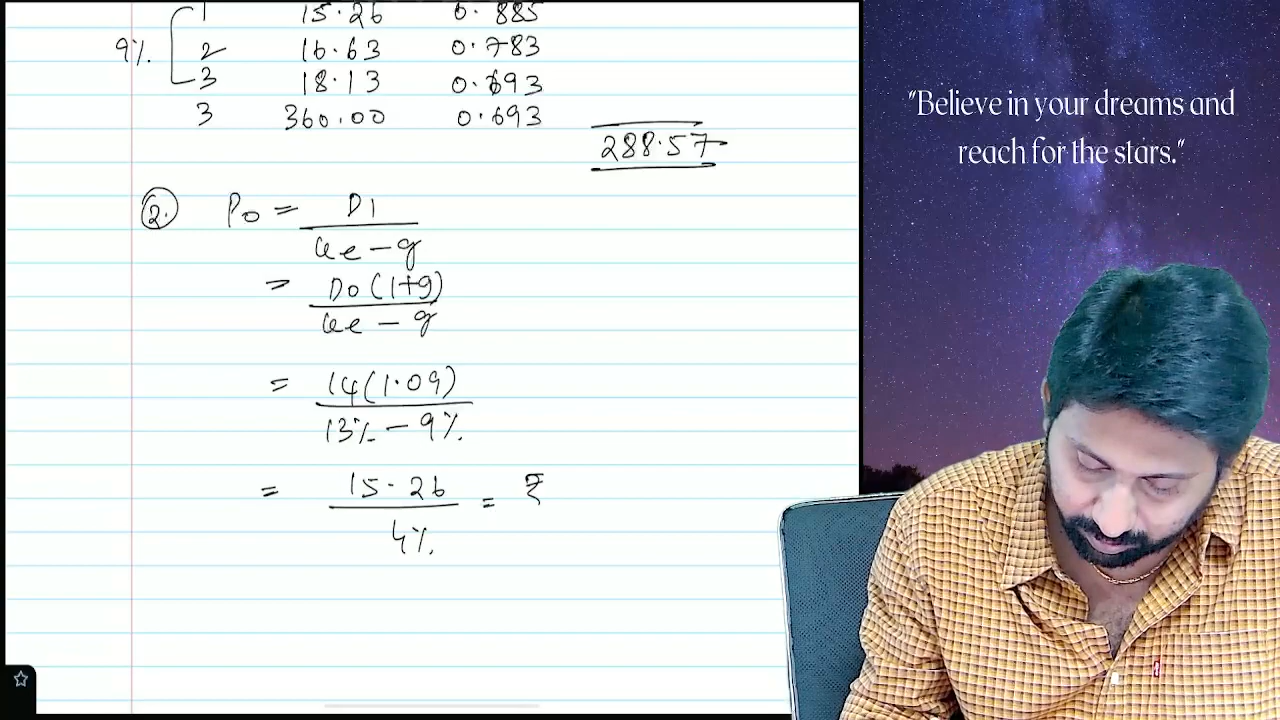 1 15.26 0.885
9%. 2 16.63 0.783
3 18.13 0.693
3 360.00 0.693
288.57
2. P0 = D1
ke - g
= D0 (1+g)
ke - g
= 14 (1.09)
13% - 9%
= 15.26 = ₹
4%.
"Believe in your dreams and
reach for the stars."